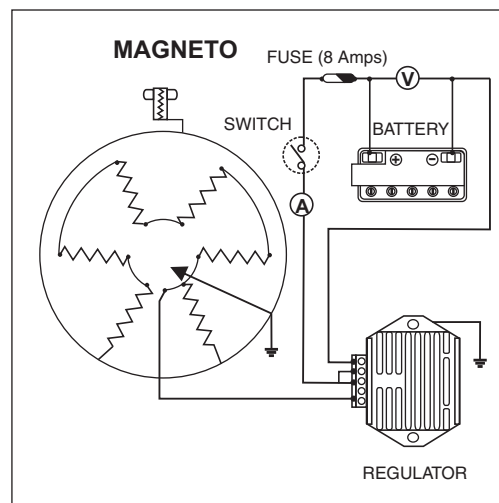 MAGNETO
FUSE (8 Amps)
V
SWITCH
BATTERY
+ −
A
REGULATOR